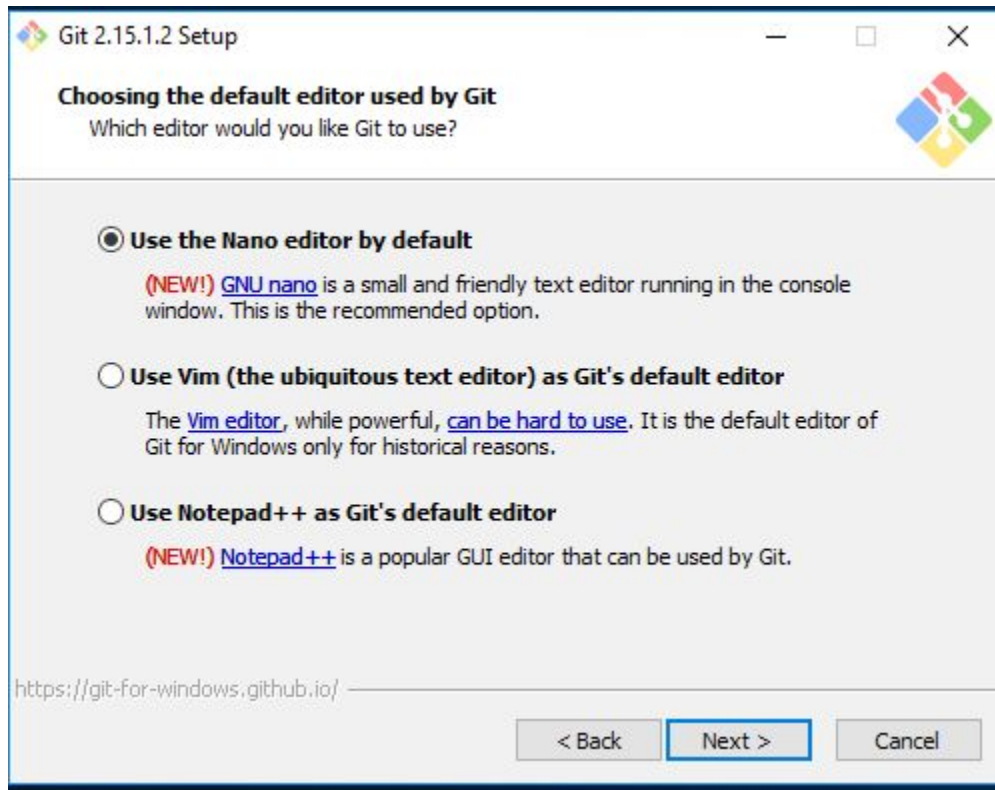 Git 2.15.1.2 Setup
Choosing the default editor used by Git
Which editor would you like Git to use?
Use the Nano editor by default
(NEW!) GNU nano is a small and friendly text editor running in the console
window. This is the recommended option.
Use Vim (the ubiquitous text editor) as Git's default editor
The Vim editor, while powerful, can be hard to use. It is the default editor of
Git for Windows only for historical reasons.
Use Notepad++ as Git's default editor
(NEW!) Notepad++ is a popular GUI editor that can be used by Git.
https://git-for-windows.github.io/
< Back Next > Cancel